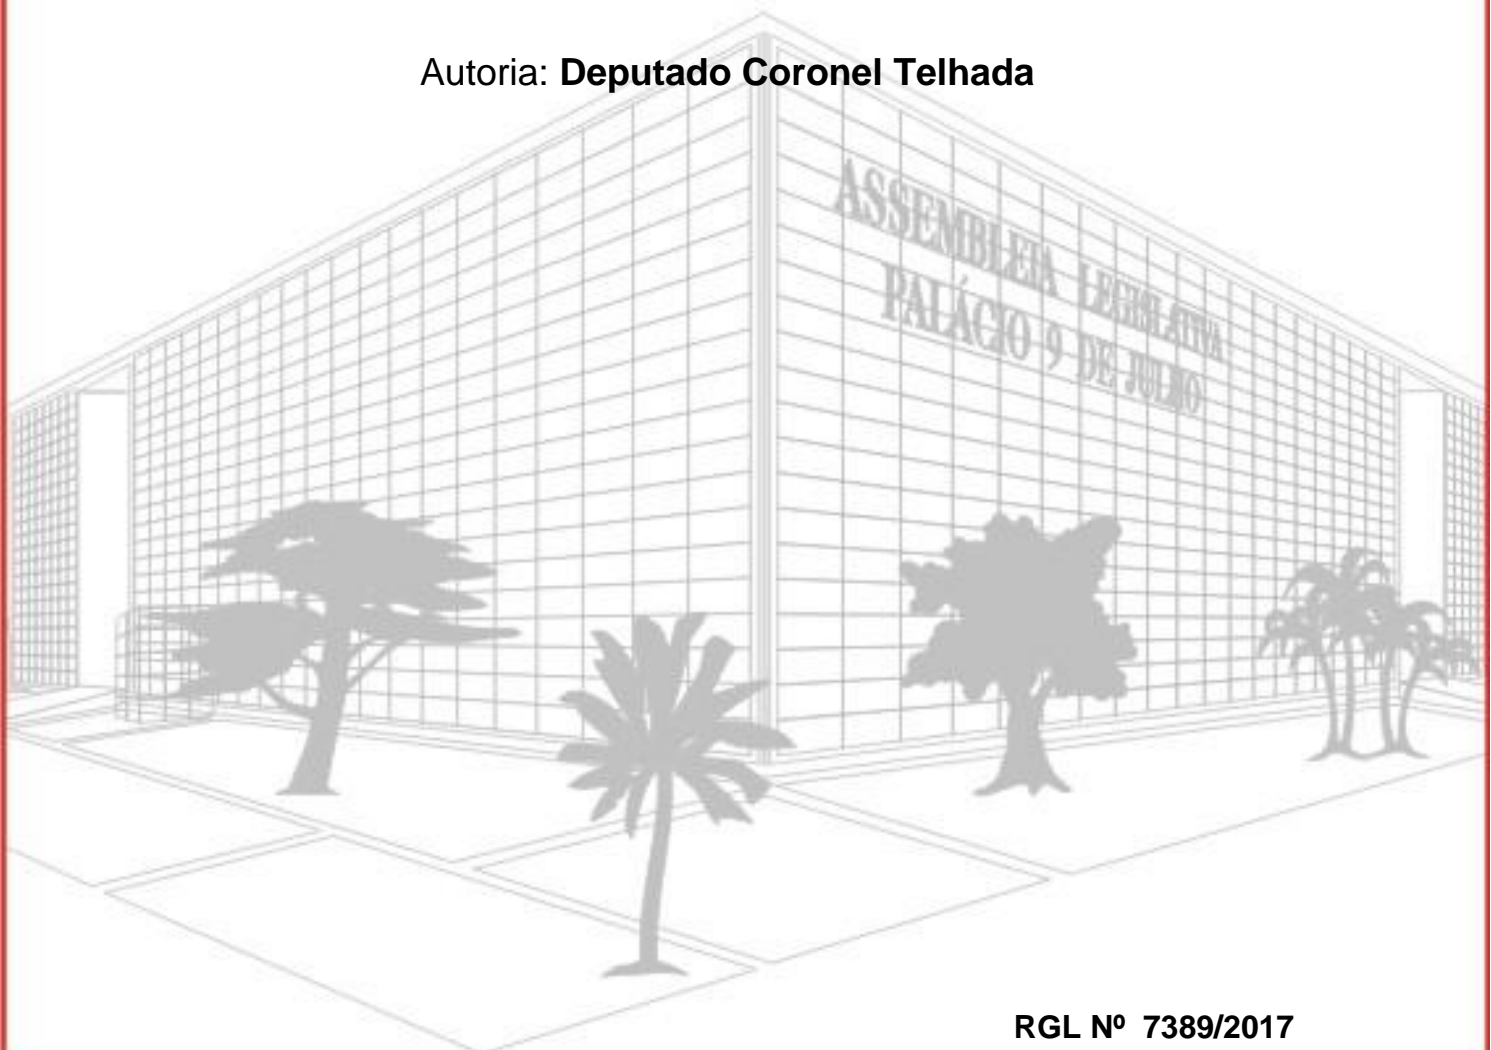 Autoria: Deputado Coronel Telhada
ASSEMBLEIA LEGISLATIVA
PALÁCIO 9 DE JULHO
RGL Nº 7389/2017